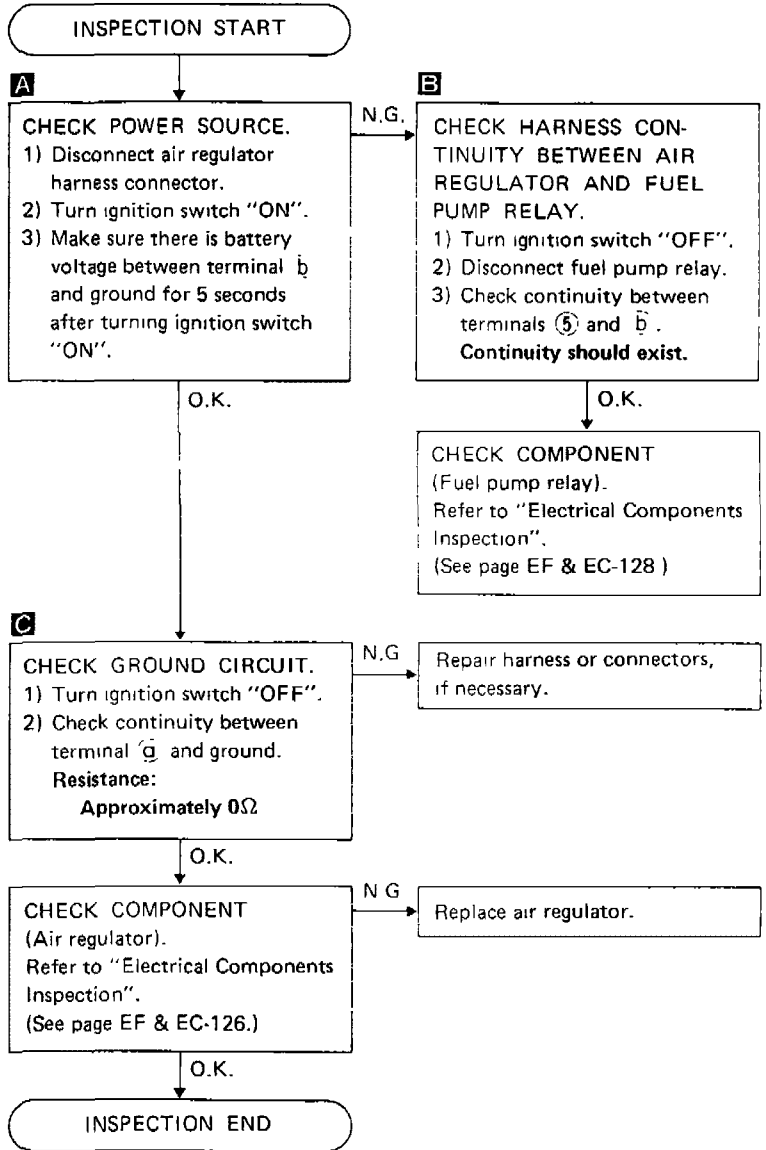 INSPECTION START
A
CHECK POWER SOURCE.
1) Disconnect air regulator
harness connector.
2) Turn ignition switch "ON".
3) Make sure there is battery
voltage between terminal b
and ground for 5 seconds
after turning ignition switch
"ON".
N.G.
B
CHECK HARNESS CON-
TINUITY BETWEEN AIR
REGULATOR AND FUEL
PUMP RELAY.
1) Turn ignition switch "OFF".
2) Disconnect fuel pump relay.
3) Check continuity between
terminals ⑤ and b .
Continuity should exist.
O.K.
O.K.
CHECK COMPONENT
(Fuel pump relay).
Refer to "Electrical Components
Inspection".
(See page EF & EC-128 )
C
CHECK GROUND CIRCUIT.
1) Turn ignition switch "OFF".
2) Check continuity between
terminal a and ground.
Resistance:
Approximately 0Ω
N.G
Repair harness or connectors,
if necessary.
O.K.
CHECK COMPONENT
(Air regulator).
Refer to "Electrical Components
Inspection".
(See page EF & EC-126.)
N G
Replace air regulator.
O.K.
INSPECTION END